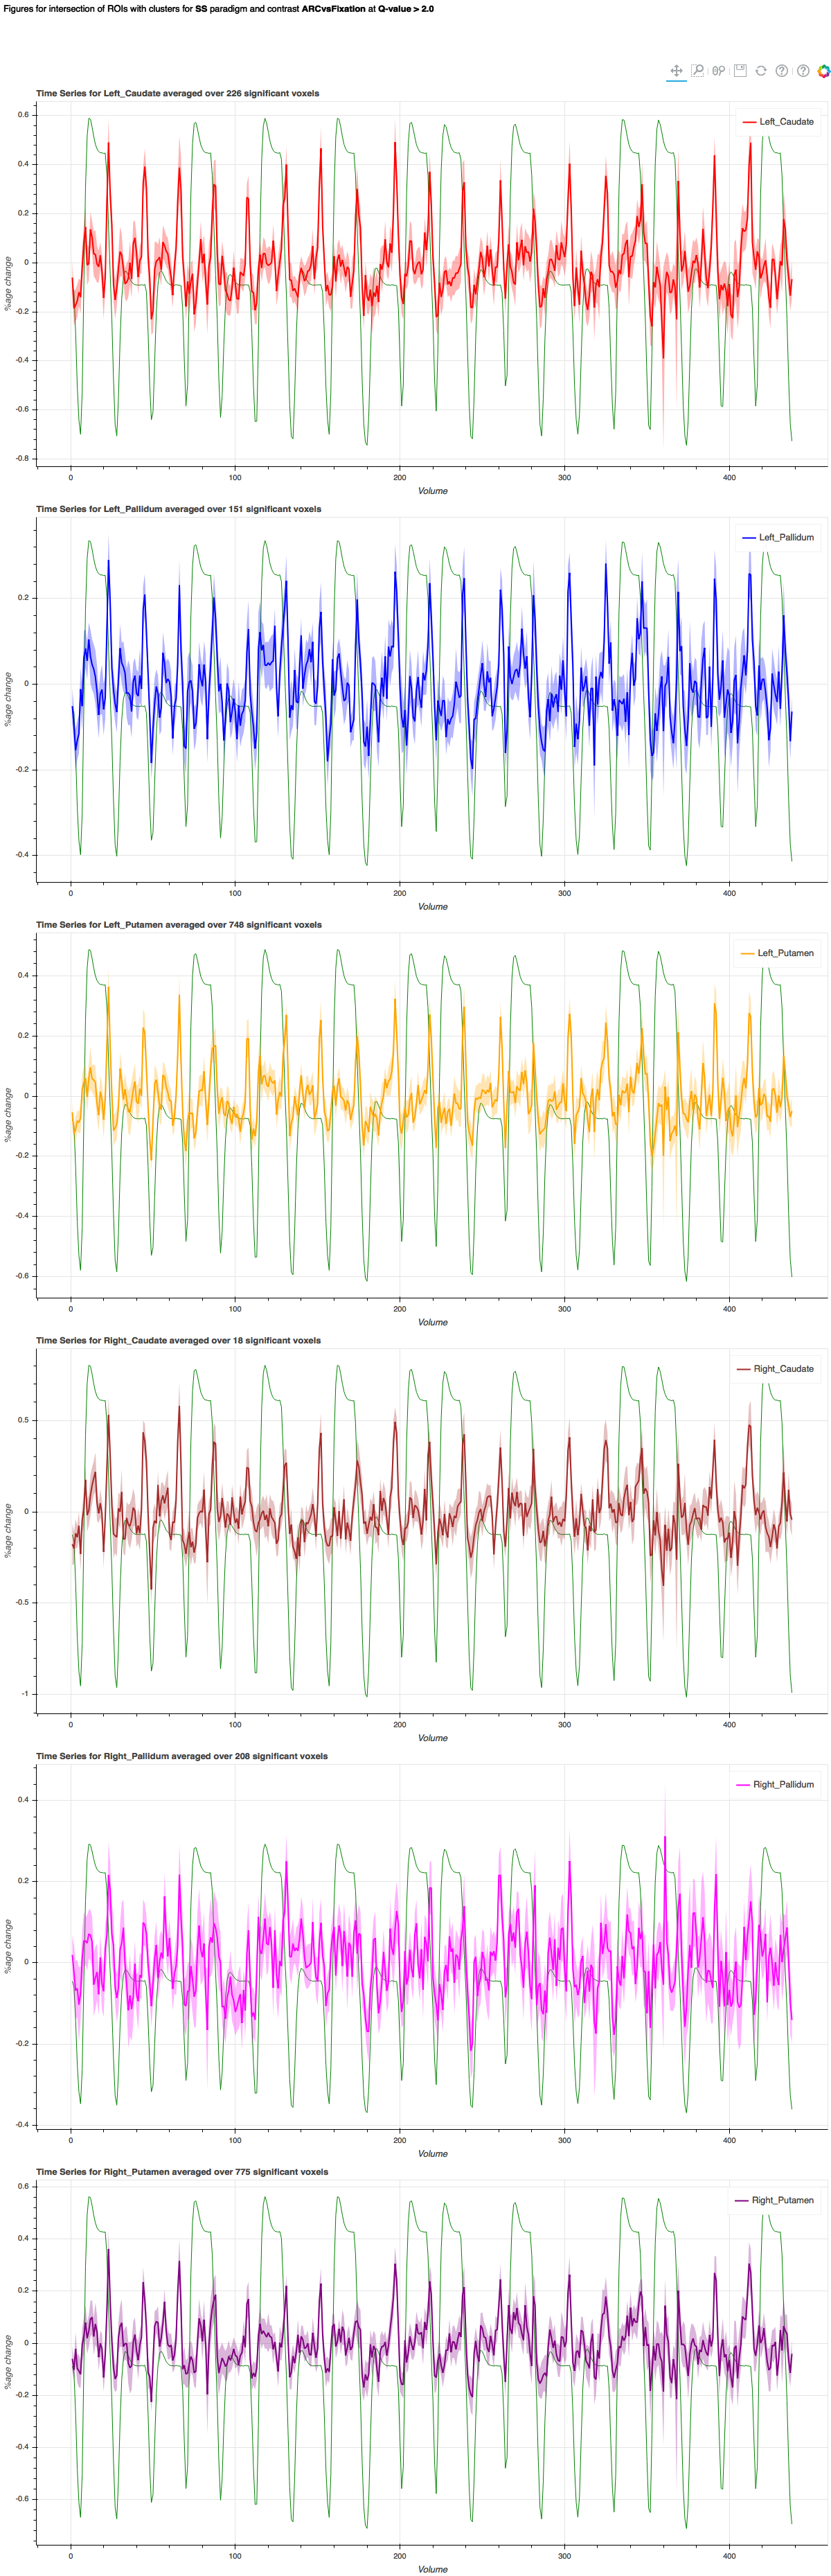 Figures for intersection of ROIs with clusters for SS paradigm and contrast ARCvsFixation at Q-value > 2.0
Time Series for Left_Caudate averaged over 226 significant voxels
Left_Caudate
0.6
0.4
0.2
0
-0.2
-0.4
-0.6
-0.8
%age change
0 100 200 300 400
Volume
Time Series for Left_Pallidum averaged over 151 significant voxels
Left_Pallidum
0.2
0
-0.2
-0.4
%age change
0 100 200 300 400
Volume
Time Series for Left_Putamen averaged over 748 significant voxels
Left_Putamen
0.4
0.2
0
-0.2
-0.4
-0.6
%age change
0 100 200 300 400
Volume
Time Series for Right_Caudate averaged over 18 significant voxels
Right_Caudate
0.5
0
-0.5
-1
%age change
0 100 200 300 400
Volume
Time Series for Right_Pallidum averaged over 208 significant voxels
Right_Pallidum
0.4
0.2
0
-0.2
-0.4
%age change
0 100 200 300 400
Volume
Time Series for Right_Putamen averaged over 775 significant voxels
Right_Putamen
0.6
0.4
0.2
0
-0.2
-0.4
-0.6
%age change
0 100 200 300 400
Volume